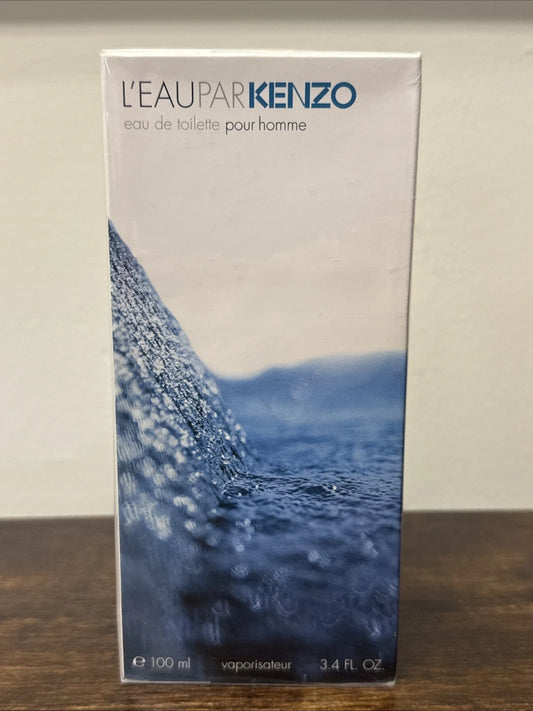 L'EAUPARKENZO
eau de toilette pour homme
℮ 100 ml vaporisateur 3.4 FL. OZ.